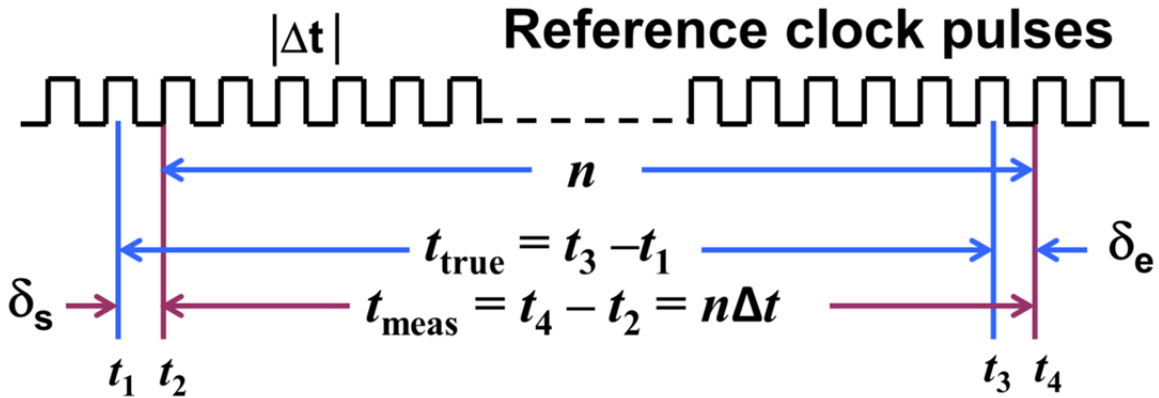 |Δt| Reference clock pulses
n
t_true = t_3 –t_1 δ_e
δ_s t_meas = t_4 – t_2 = nΔt
t_1 t_2 t_3 t_4